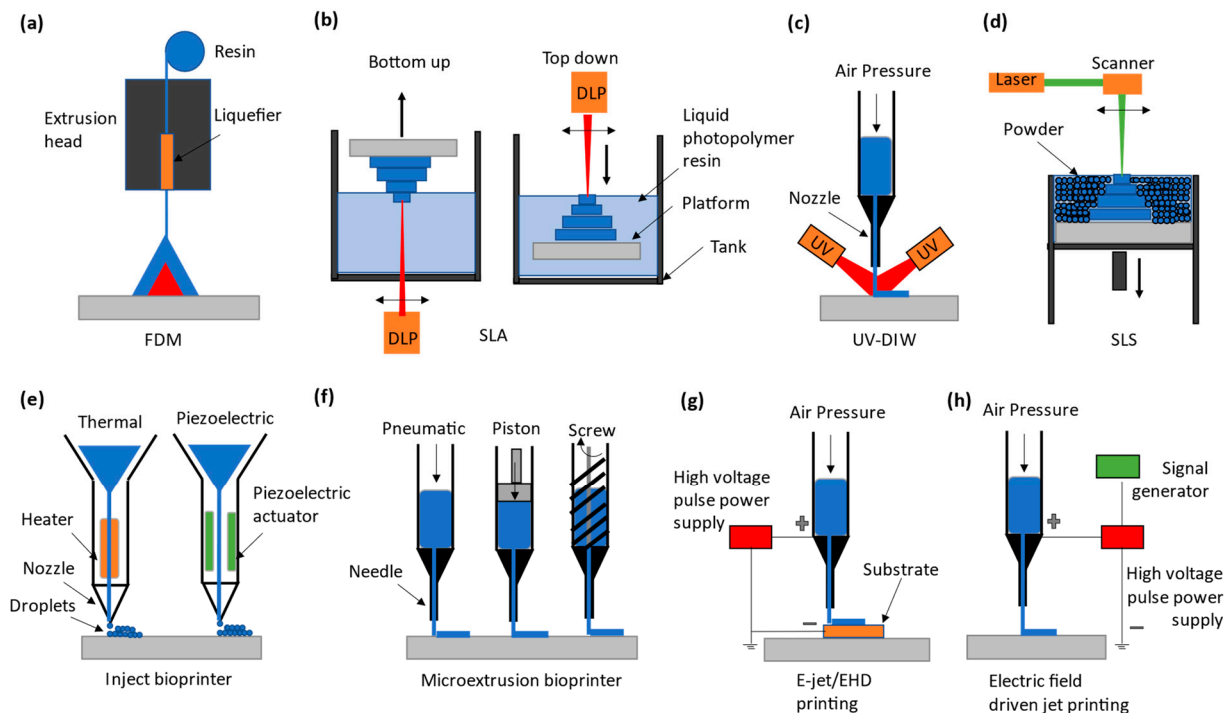 (a)
Resin
Extrusion
head
Liquefier
FDM
(b)
Bottom up
Top down
DLP
Liquid
photopolymer
resin
Platform
Tank
DLP
SLA
(c)
Air Pressure
Nozzle
UV
UV
UV-DIW
(d)
Scanner
Laser
Powder
SLS
(e)
Thermal
Piezoelectric
Piezoelectric
actuator
Heater
Nozzle
Droplets
Inject bioprinter
(f)
Pneumatic
Piston
Screw
Needle
Microextrusion bioprinter
(g)
Air Pressure
High voltage
pulse power
supply
+
Substrate
−
E-jet/EHD
printing
(h)
Air Pressure
Signal
generator
+
High voltage
pulse power
supply
−
Electric field
driven jet printing